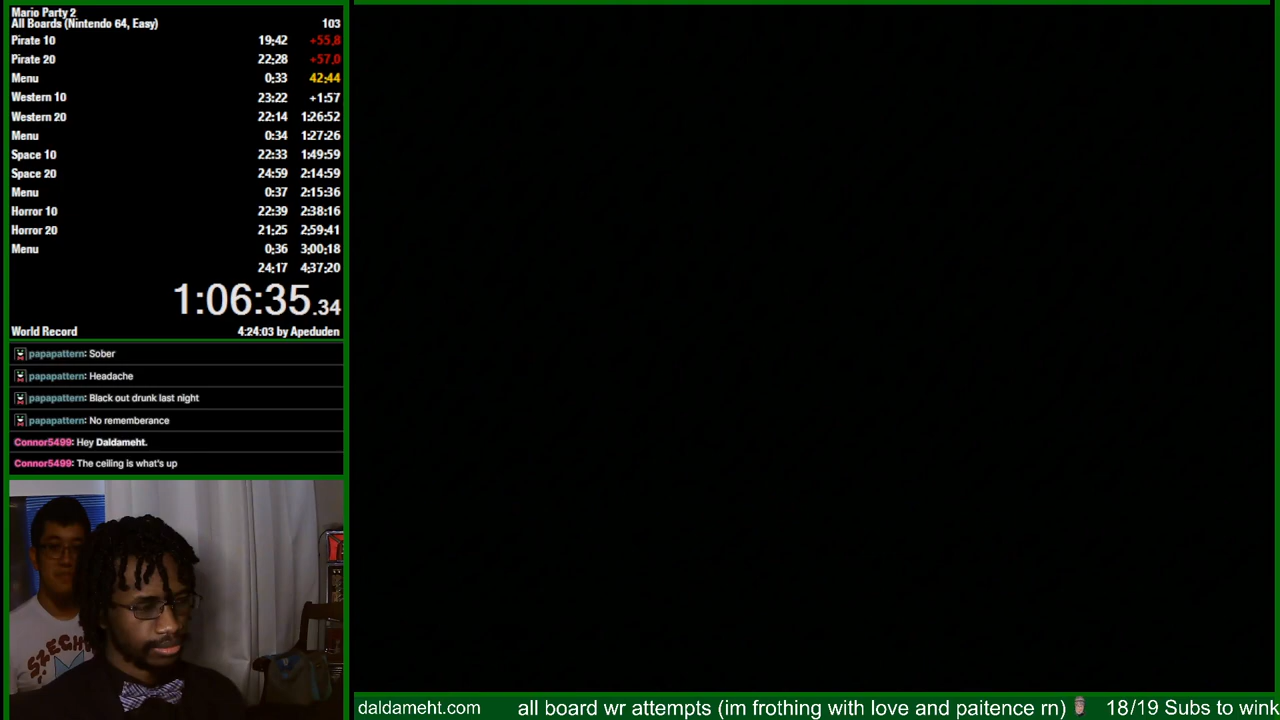 Mario Party 2
All Boards (Nintendo 64, Easy) 103
Pirate 10 19:42 +55.8
Pirate 20 22:28 +57.0
Menu 0:33 42:44
Western 10 23:22 +1:57
Western 20 22:14 1:26:52
Menu 0:34 1:27:26
Space 10 22:33 1:49:59
Space 20 24:59 2:14:59
Menu 0:37 2:15:36
Horror 10 22:39 2:38:16
Horror 20 21:25 2:59:41
Menu 0:36 3:00:18
24:17 4:37:20
1:06:35.34
World Record 4:24:03 by Apeduden
papapattern: Sober
papapattern: Headache
papapattern: Black out drunk last night
papapattern: No rememberance
Connor5499: Hey Daldameht.
Connor5499: The ceiling is what's up
daldameht.com all board wr attempts (im frothing with love and paitence rn) 18/19 Subs to wink